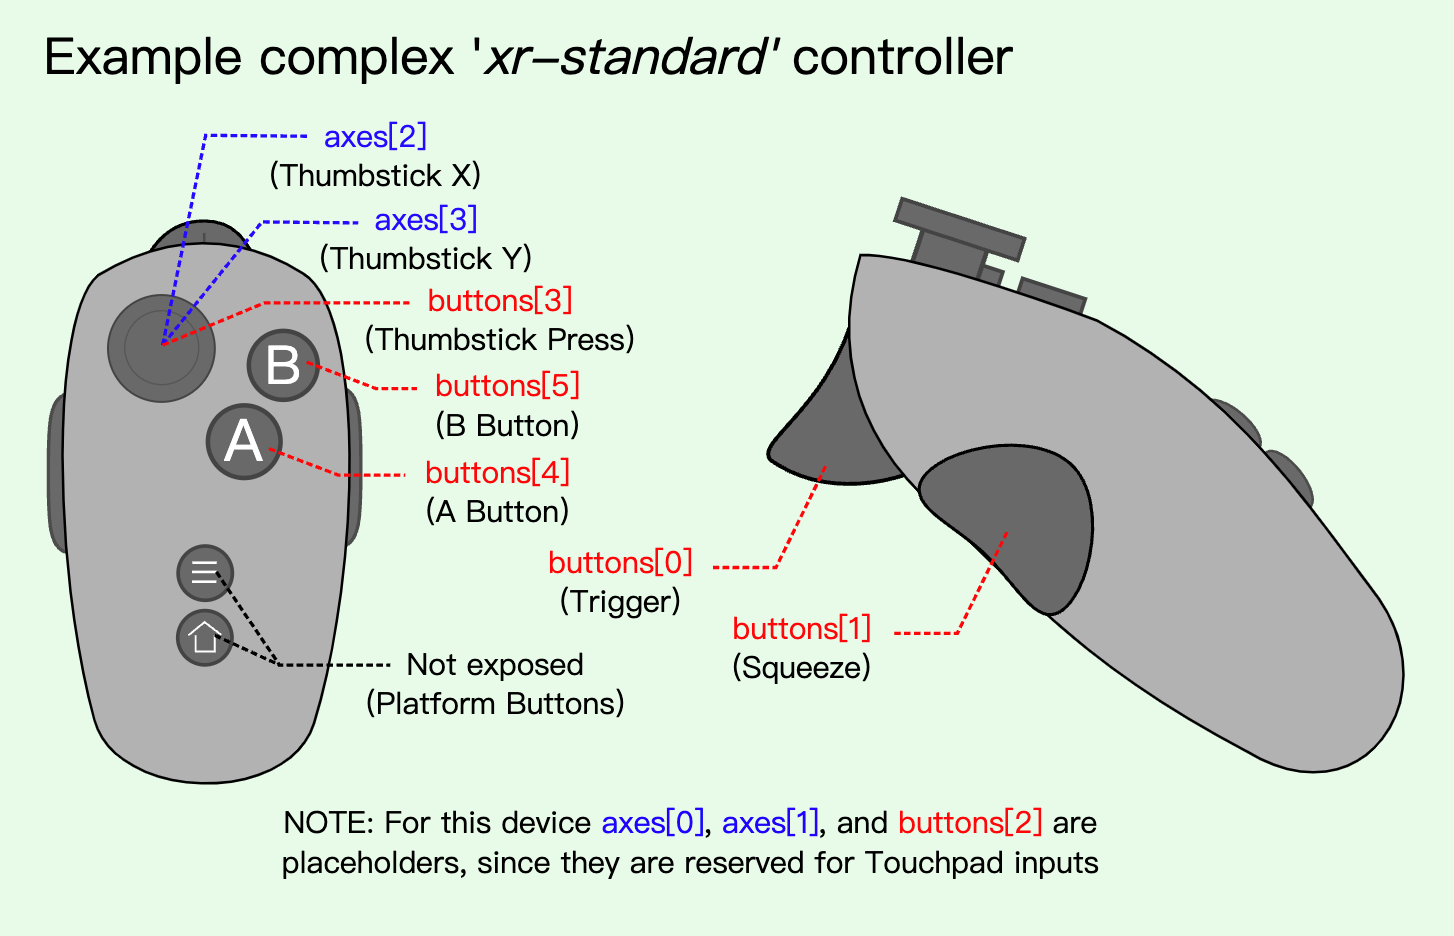 Example complex 'xr-standard' controller
axes[2]
(Thumbstick X)
axes[3]
(Thumbstick Y)
buttons[3]
(Thumbstick Press)
B
buttons[5]
(B Button)
A
buttons[4]
(A Button)
buttons[0]
(Trigger)
buttons[1]
(Squeeze)
Not exposed
(Platform Buttons)
NOTE: For this device axes[0], axes[1], and buttons[2] are
placeholders, since they are reserved for Touchpad inputs